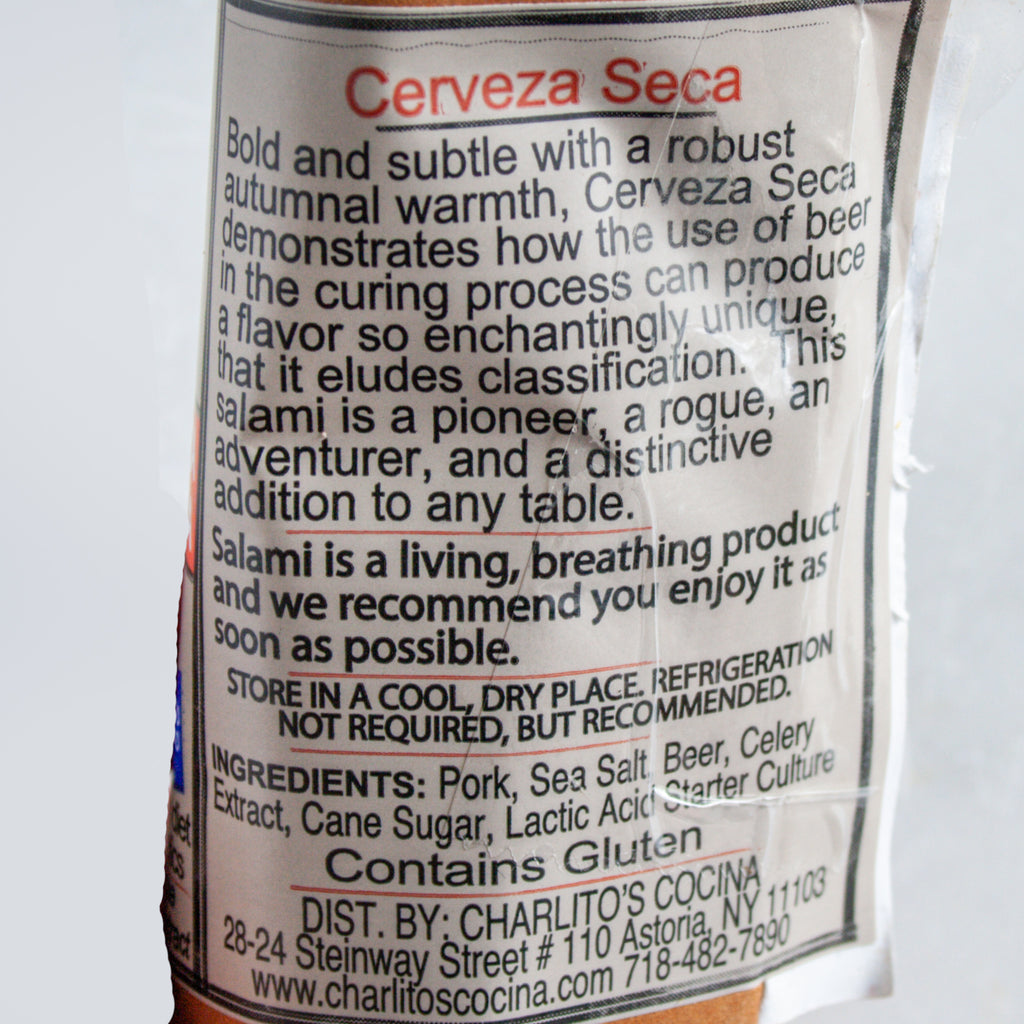 Cerveza Seca
Bold and subtle with a robust
autumnal warmth, Cerveza Seca
demonstrates how the use of beer
in the curing process can produce
a flavor so enchantingly unique,
that it eludes classification. This
salami is a pioneer, a rogue, an
adventurer, and a distinctive
addition to any table.
Salami is a living, breathing product
and we recommend you enjoy it as
soon as possible.
STORE IN A COOL, DRY PLACE. REFRIGERATION
NOT REQUIRED, BUT RECOMMENDED.
INGREDIENTS: Pork, Sea Salt, Beer, Celery
Extract, Cane Sugar, Lactic Acid Starter Culture
Contains Gluten
DIST. BY: CHARLITO'S COCINA
28-24 Steinway Street # 110 Astoria, NY 11103
www.charlitoscocina.com 718-482-7890